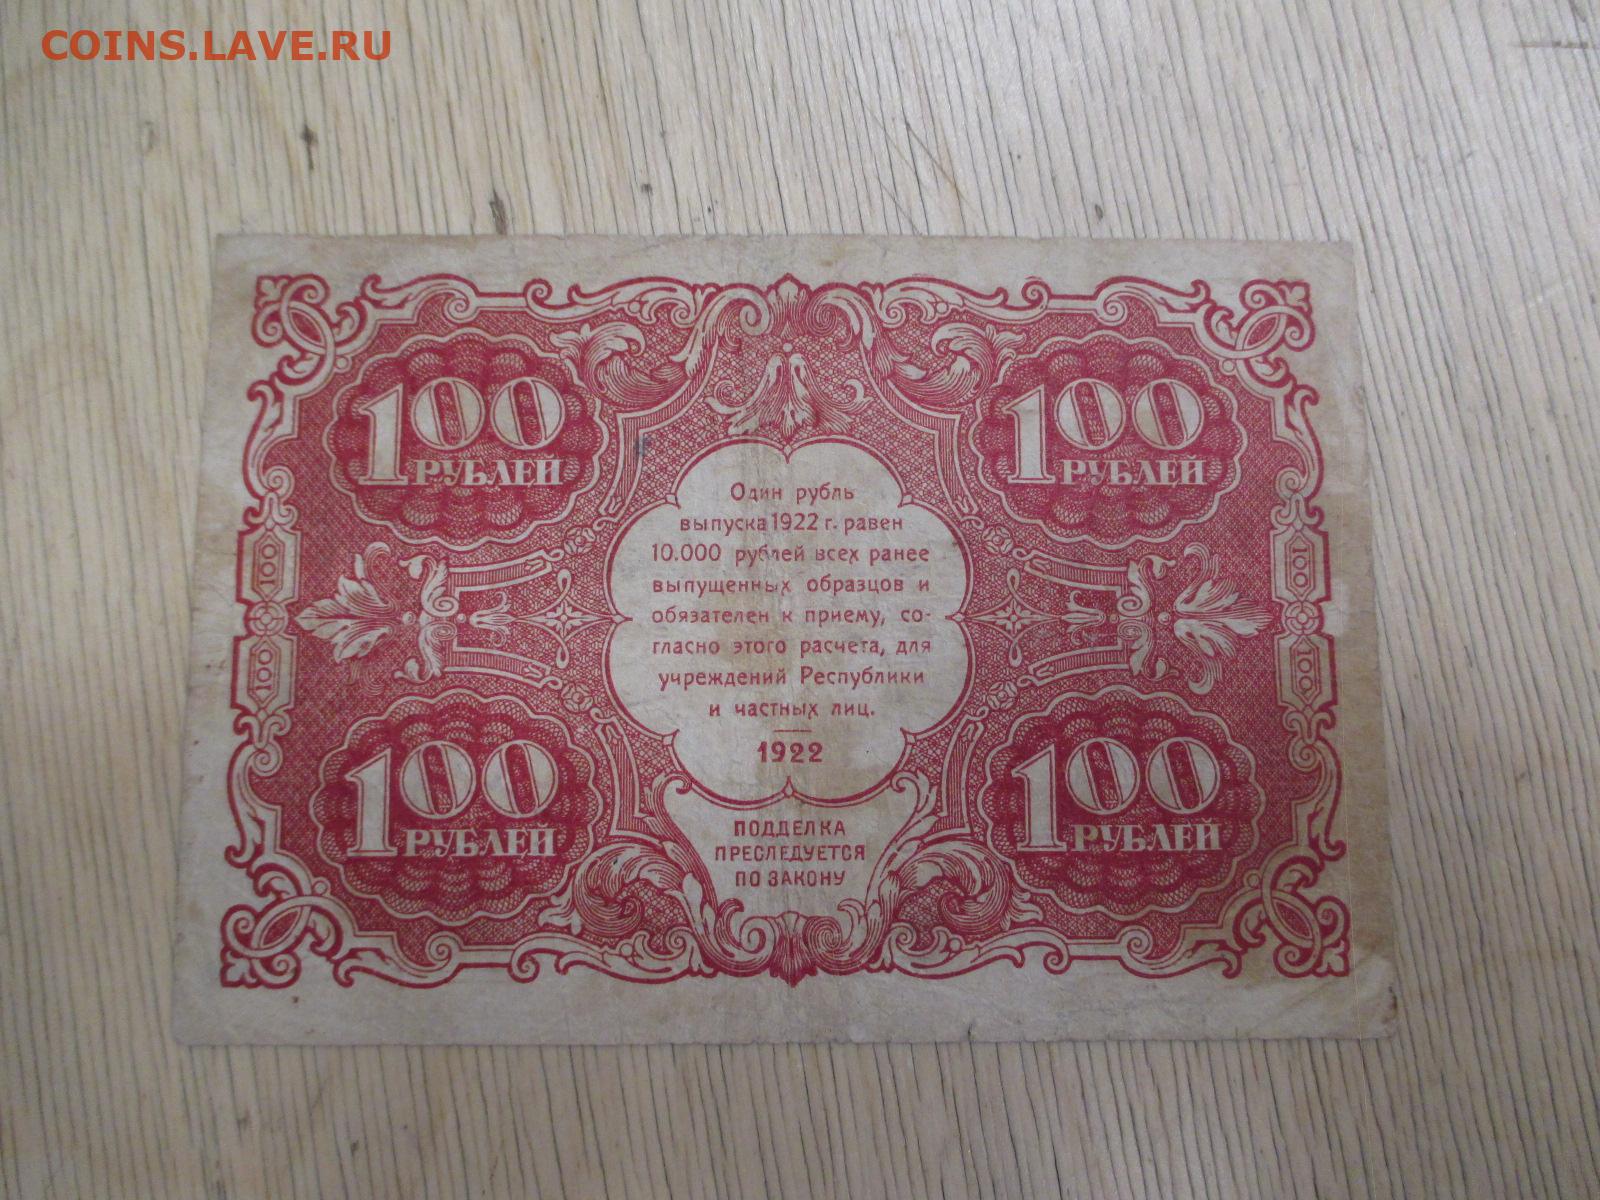 COINS.LAVE.RU
100 РУБЛЕЙ
100 РУБЛЕЙ
Один рубль
выпуска 1922 г. равен
10.000 рублей всех ранее
выпущенных образцов и
обязателен к приему, со-
гласно этого расчета, для
учреждений Республики
и частных лиц.
1922
100
100
100
100
100 РУБЛЕЙ
100 РУБЛЕЙ
ПОДДЕЛКА
ПРЕСЛЕДУЕТСЯ
ПО ЗАКОНУ